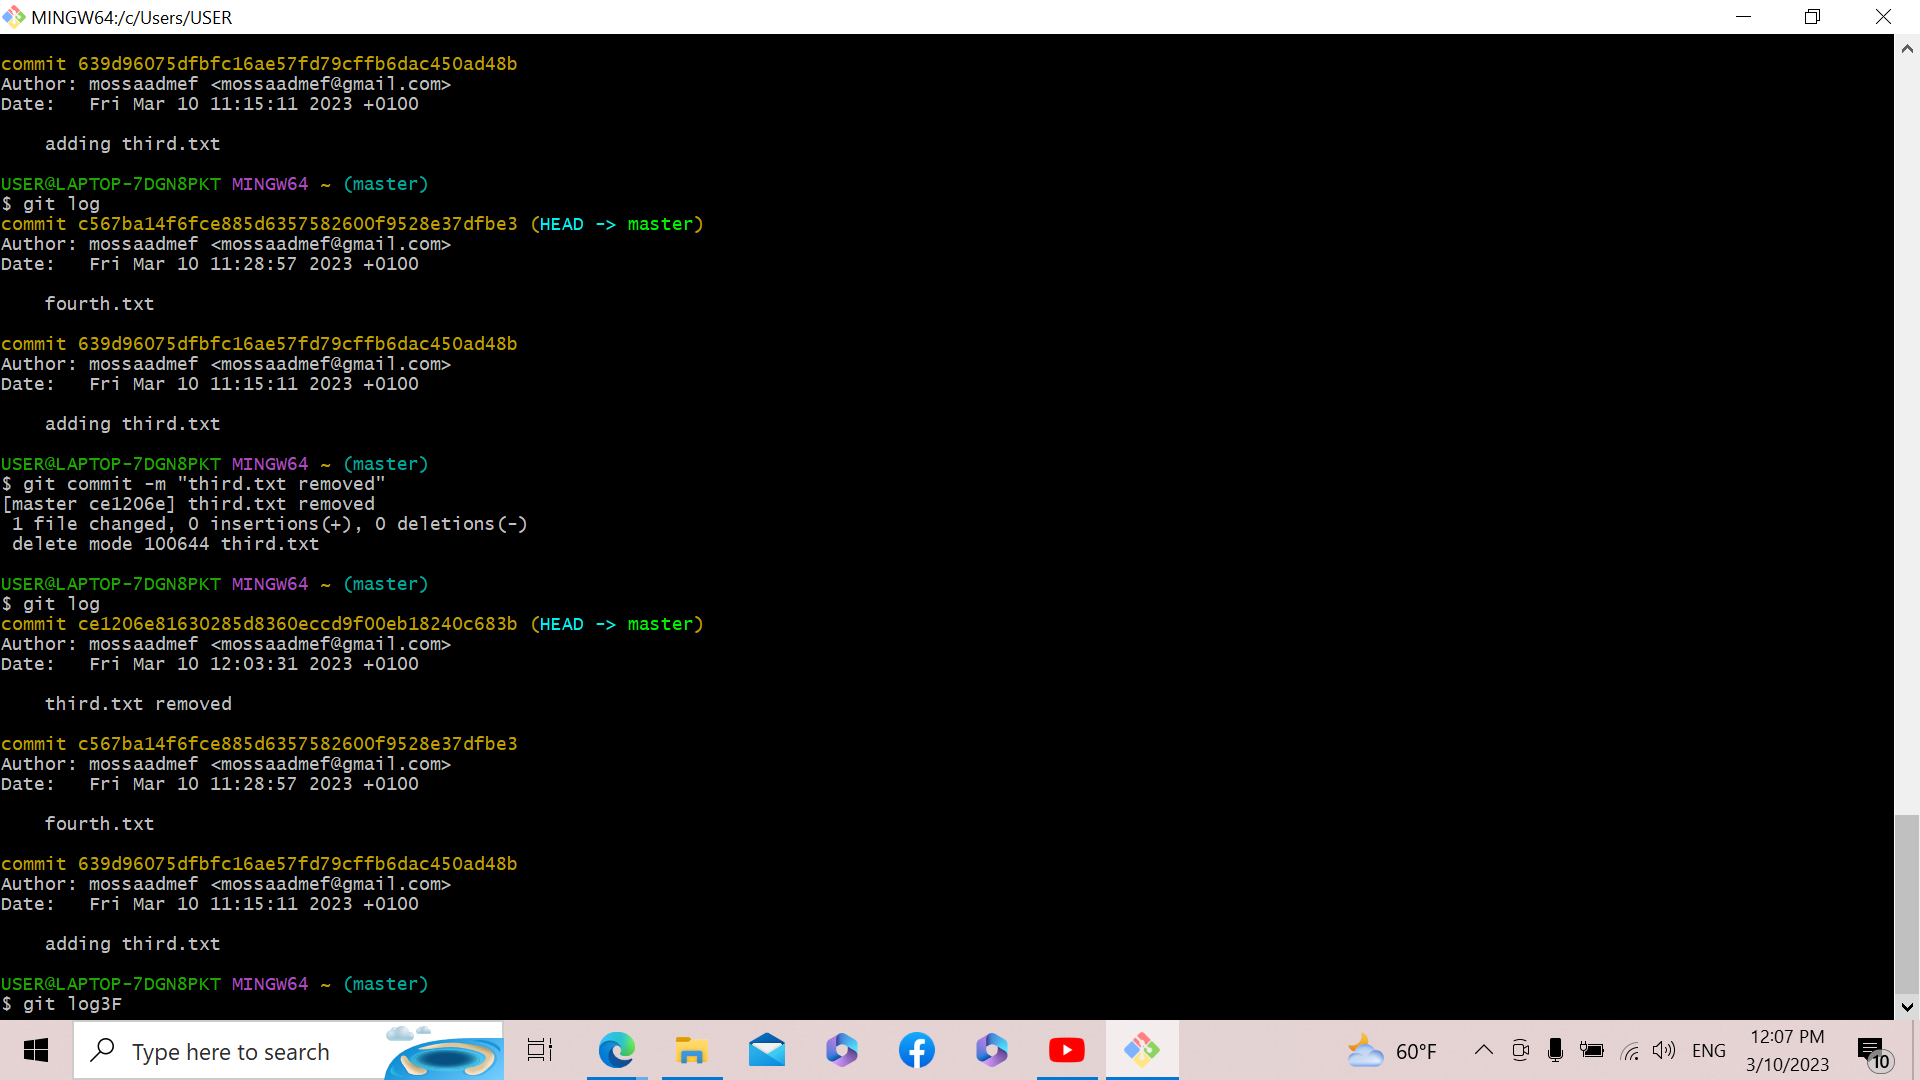 MINGW64:/c/Users/USER
commit 639d96075dfbfc16ae57fd79cffb6dac450ad48b
Author: mossaadmef <mossaadmef@gmail.com>
Date:   Fri Mar 10 11:15:11 2023 +0100
    adding third.txt
USER@LAPTOP-7DGN8PKT MINGW64 ~ (master)
$ git log
commit c567ba14f6fce885d6357582600f9528e37dfbe3 (HEAD -> master)
Author: mossaadmef <mossaadmef@gmail.com>
Date:   Fri Mar 10 11:28:57 2023 +0100
    fourth.txt
commit 639d96075dfbfc16ae57fd79cffb6dac450ad48b
Author: mossaadmef <mossaadmef@gmail.com>
Date:   Fri Mar 10 11:15:11 2023 +0100
    adding third.txt
USER@LAPTOP-7DGN8PKT MINGW64 ~ (master)
$ git commit -m "third.txt removed"
[master ce1206e] third.txt removed
 1 file changed, 0 insertions(+), 0 deletions(-)
 delete mode 100644 third.txt
USER@LAPTOP-7DGN8PKT MINGW64 ~ (master)
$ git log
commit ce1206e81630285d8360eccd9f00eb18240c683b (HEAD -> master)
Author: mossaadmef <mossaadmef@gmail.com>
Date:   Fri Mar 10 12:03:31 2023 +0100
    third.txt removed
commit c567ba14f6fce885d6357582600f9528e37dfbe3
Author: mossaadmef <mossaadmef@gmail.com>
Date:   Fri Mar 10 11:28:57 2023 +0100
    fourth.txt
commit 639d96075dfbfc16ae57fd79cffb6dac450ad48b
Author: mossaadmef <mossaadmef@gmail.com>
Date:   Fri Mar 10 11:15:11 2023 +0100
    adding third.txt
USER@LAPTOP-7DGN8PKT MINGW64 ~ (master)
$ git log3F
Type here to search
60°F
ENG
12:07 PM
3/10/2023
10